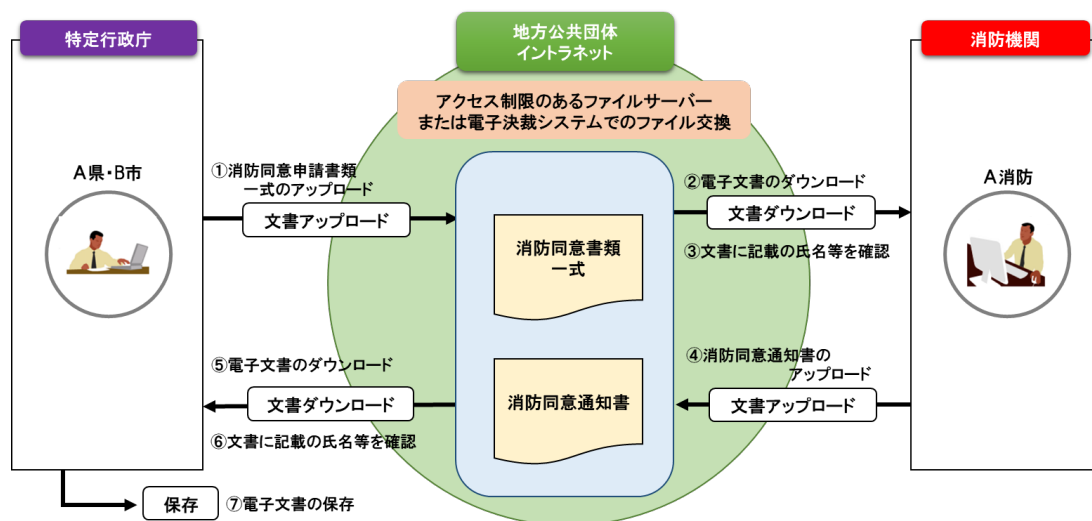 特定行政庁
地方公共団体
イントラネット
消防機関
アクセス制限のあるファイルサーバー
または電子決裁システムでのファイル交換
A県・B市
①消防同意申請書類
一式のアップロード
文書アップロード
消防同意書類
一式
②電子文書のダウンロード
文書ダウンロード
③文書に記載の氏名等を確認
A消防
④消防同意通知書の
アップロード
文書アップロード
消防同意通知書
⑤電子文書のダウンロード
文書ダウンロード
⑥文書に記載の氏名等を確認
保存
⑦電子文書の保存